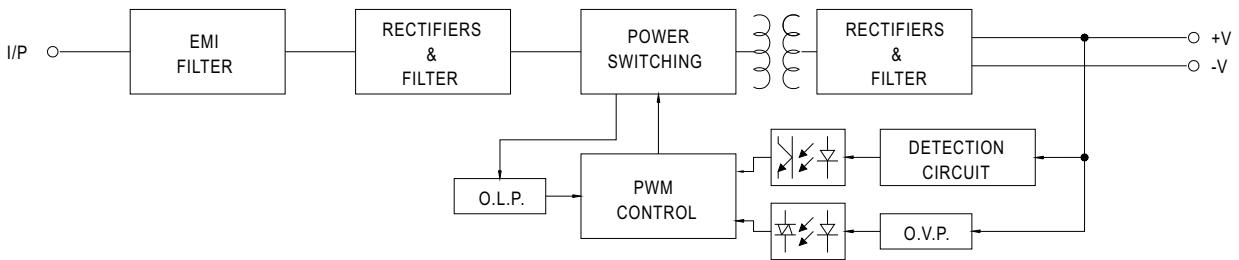 I/P
EMI
FILTER
RECTIFIERS
&
FILTER
POWER
SWITCHING
RECTIFIERS
&
FILTER
+V
-V
O.L.P.
PWM
CONTROL
DETECTION
CIRCUIT
O.V.P.